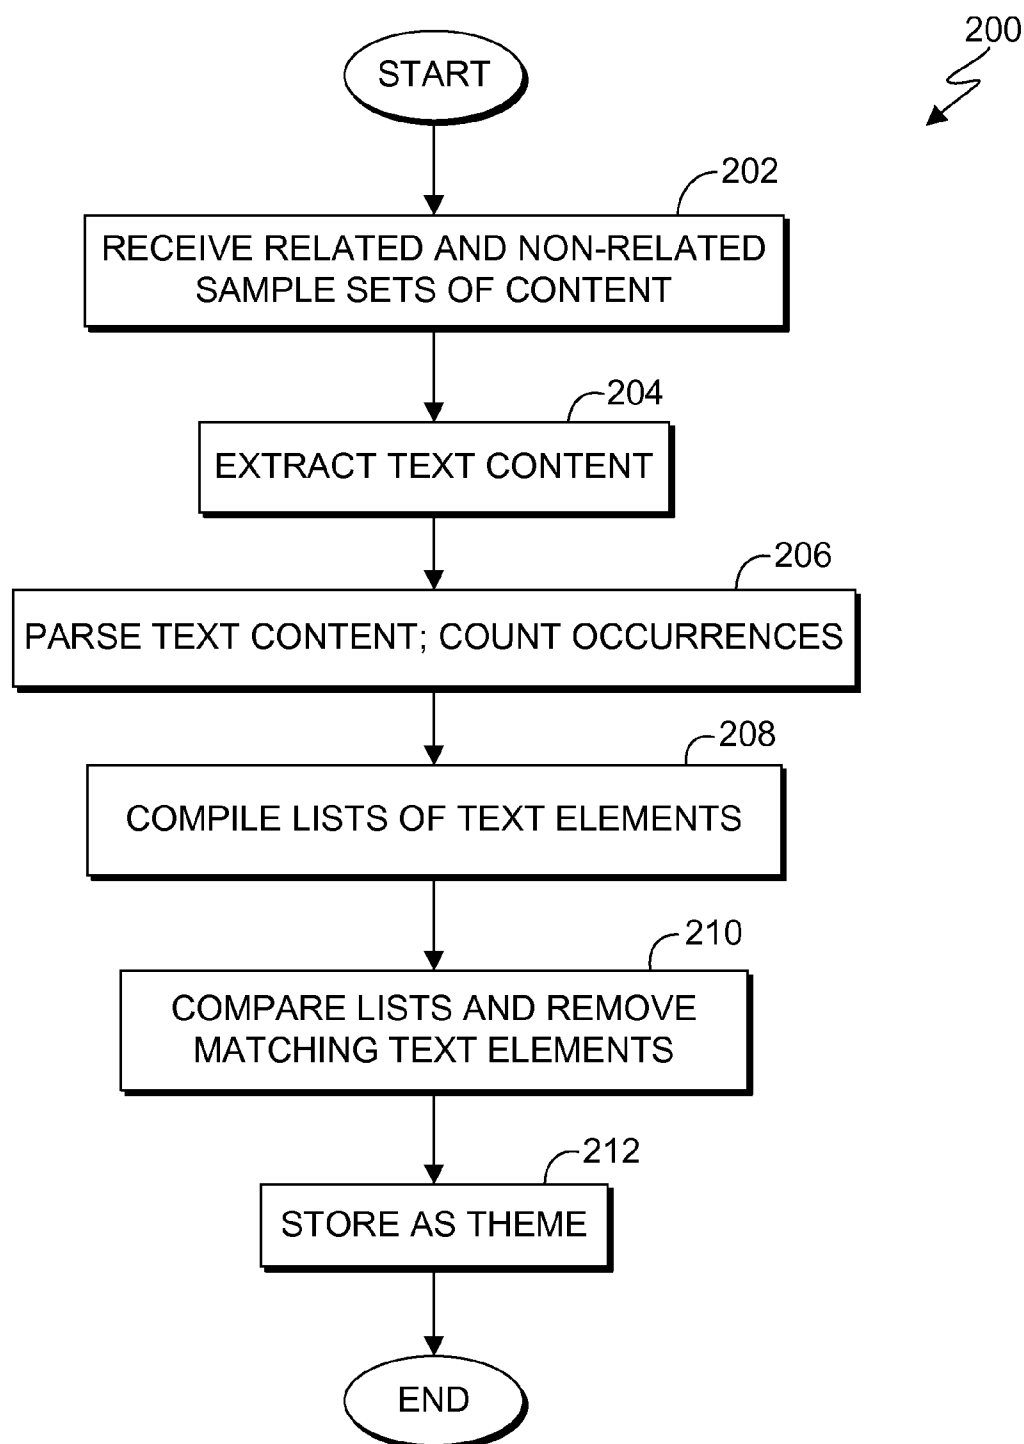 200
START
202
RECEIVE RELATED AND NON-RELATED
SAMPLE SETS OF CONTENT
204
EXTRACT TEXT CONTENT
206
PARSE TEXT CONTENT; COUNT OCCURRENCES
208
COMPILE LISTS OF TEXT ELEMENTS
210
COMPARE LISTS AND REMOVE
MATCHING TEXT ELEMENTS
212
STORE AS THEME
END